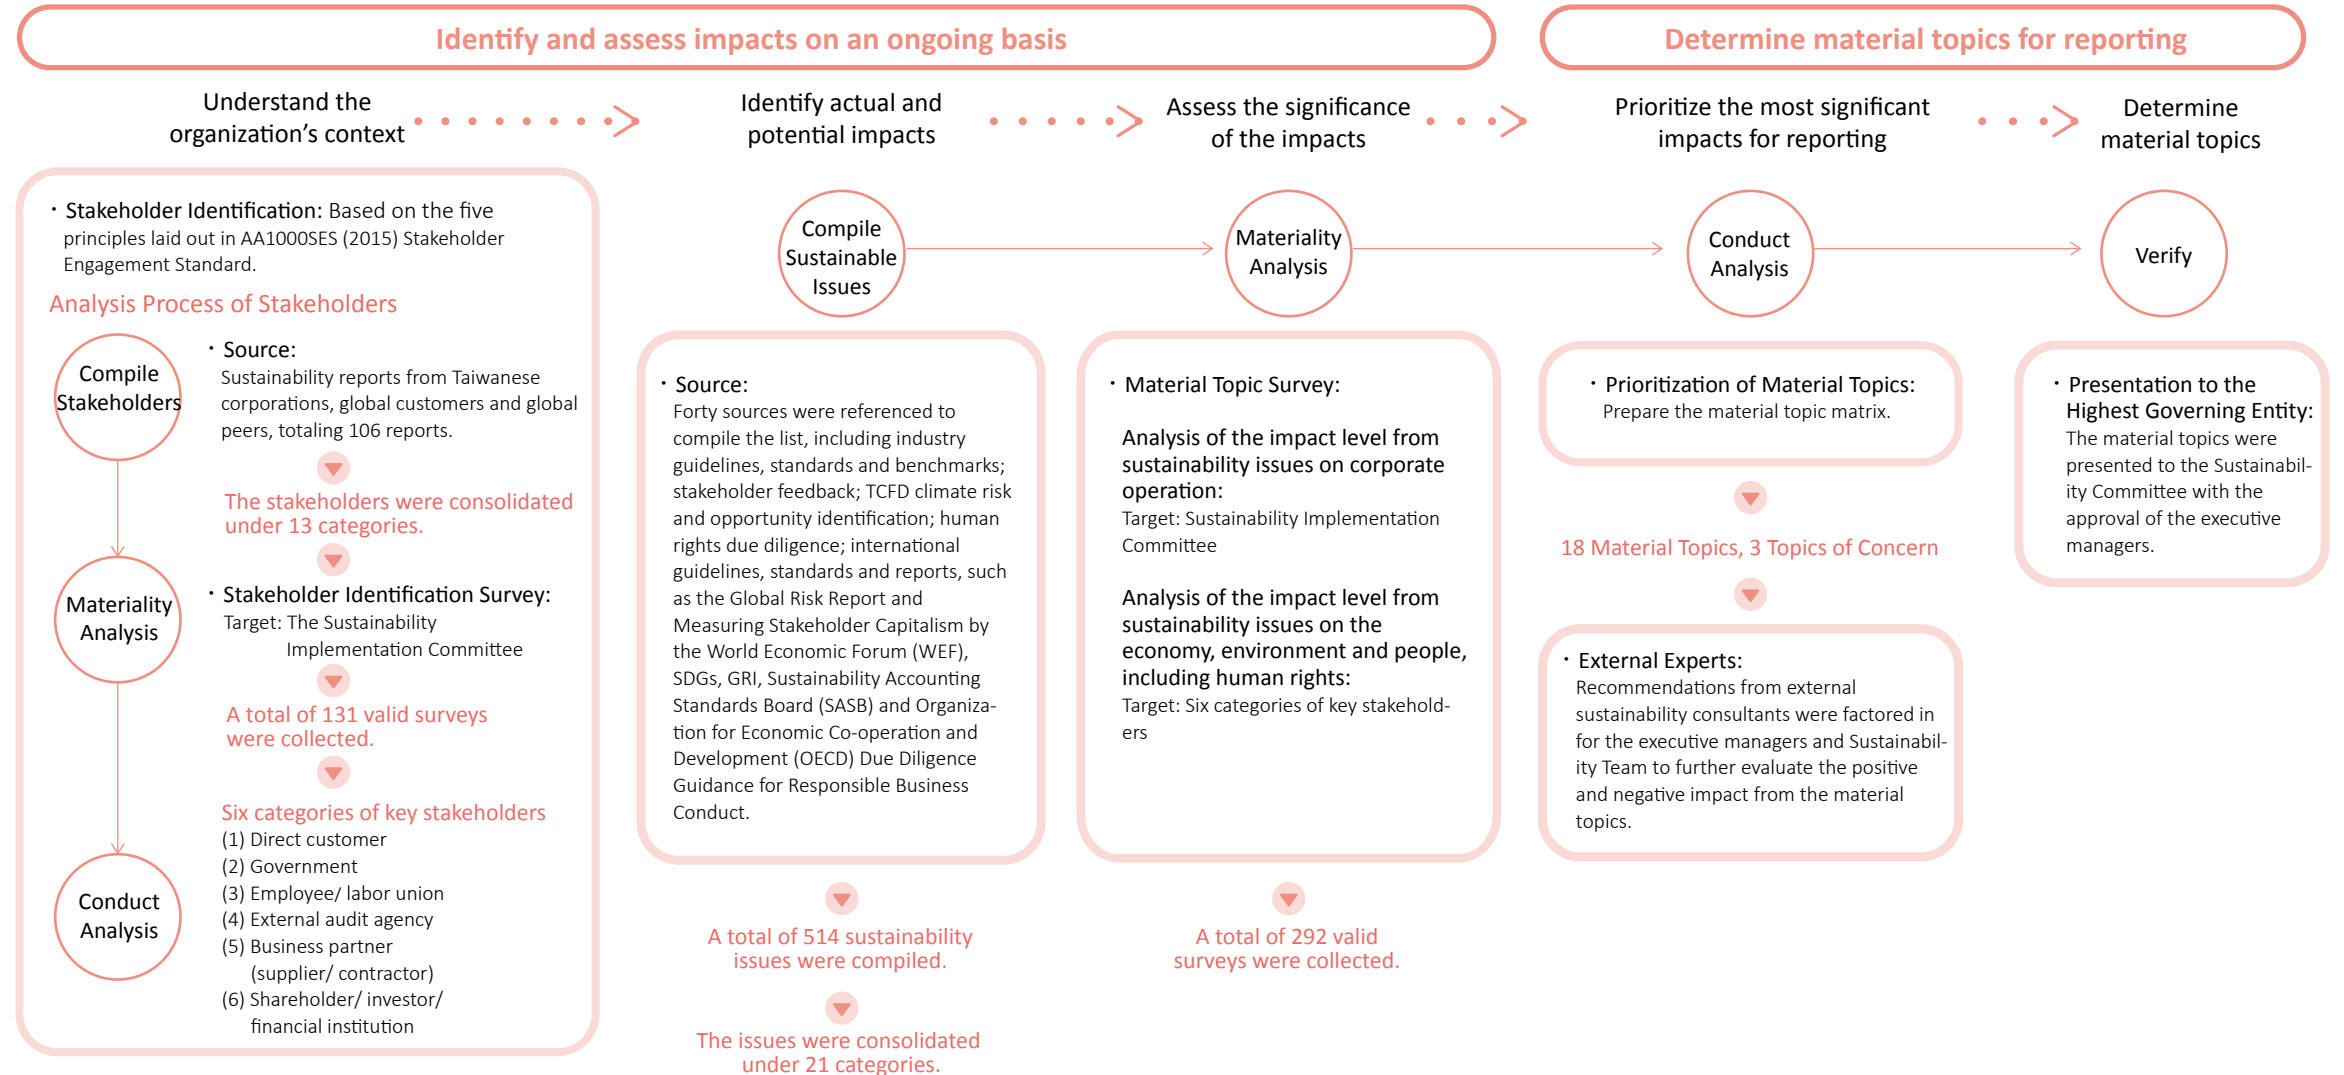 Identify and assess impacts on an ongoing basis
Determine material topics for reporting
Understand the
organization's context
Identify actual and
potential impacts
Assess the significance
of the impacts
Prioritize the most significant
impacts for reporting
Determine
material topics
· Stakeholder Identification: Based on the five
principles laid out in AA1000SES (2015) Stakeholder
Engagement Standard.
Analysis Process of Stakeholders
Compile
Stakeholders
· Source:
Sustainability reports from Taiwanese
corporations, global customers and global
peers, totaling 106 reports.
The stakeholders were consolidated
under 13 categories.
Materiality
Analysis
· Stakeholder Identification Survey:
Target: The Sustainability
Implementation Committee
A total of 131 valid surveys
were collected.
Conduct
Analysis
Six categories of key stakeholders
(1) Direct customer
(2) Government
(3) Employee/ labor union
(4) External audit agency
(5) Business partner
(supplier/ contractor)
(6) Shareholder/ investor/
financial institution
Compile
Sustainable
Issues
· Source:
Forty sources were referenced to
compile the list, including industry
guidelines, standards and benchmarks;
stakeholder feedback; TCFD climate risk
and opportunity identification; human
rights due diligence; international
guidelines, standards and reports, such
as the Global Risk Report and
Measuring Stakeholder Capitalism by
the World Economic Forum (WEF),
SDGs, GRI, Sustainability Accounting
Standards Board (SASB) and Organiza-
tion for Economic Co-operation and
Development (OECD) Due Diligence
Guidance for Responsible Business
Conduct.
A total of 514 sustainability
issues were compiled.
The issues were consolidated
under 21 categories.
Materiality
Analysis
· Material Topic Survey:
Analysis of the impact level from
sustainability issues on corporate
operation:
Target: Sustainability Implementation
Committee
Analysis of the impact level from
sustainability issues on the
economy, environment and people,
including human rights:
Target: Six categories of key stakehold-
ers
A total of 292 valid
surveys were collected.
Conduct
Analysis
· Prioritization of Material Topics:
Prepare the material topic matrix.
18 Material Topics, 3 Topics of Concern
· External Experts:
Recommendations from external
sustainability consultants were factored in
for the executive managers and Sustainabil-
ity Team to further evaluate the positive
and negative impact from the material
topics.
Verify
· Presentation to the
Highest Governing Entity:
The material topics were
presented to the Sustainabil-
ity Committee with the
approval of the executive
managers.